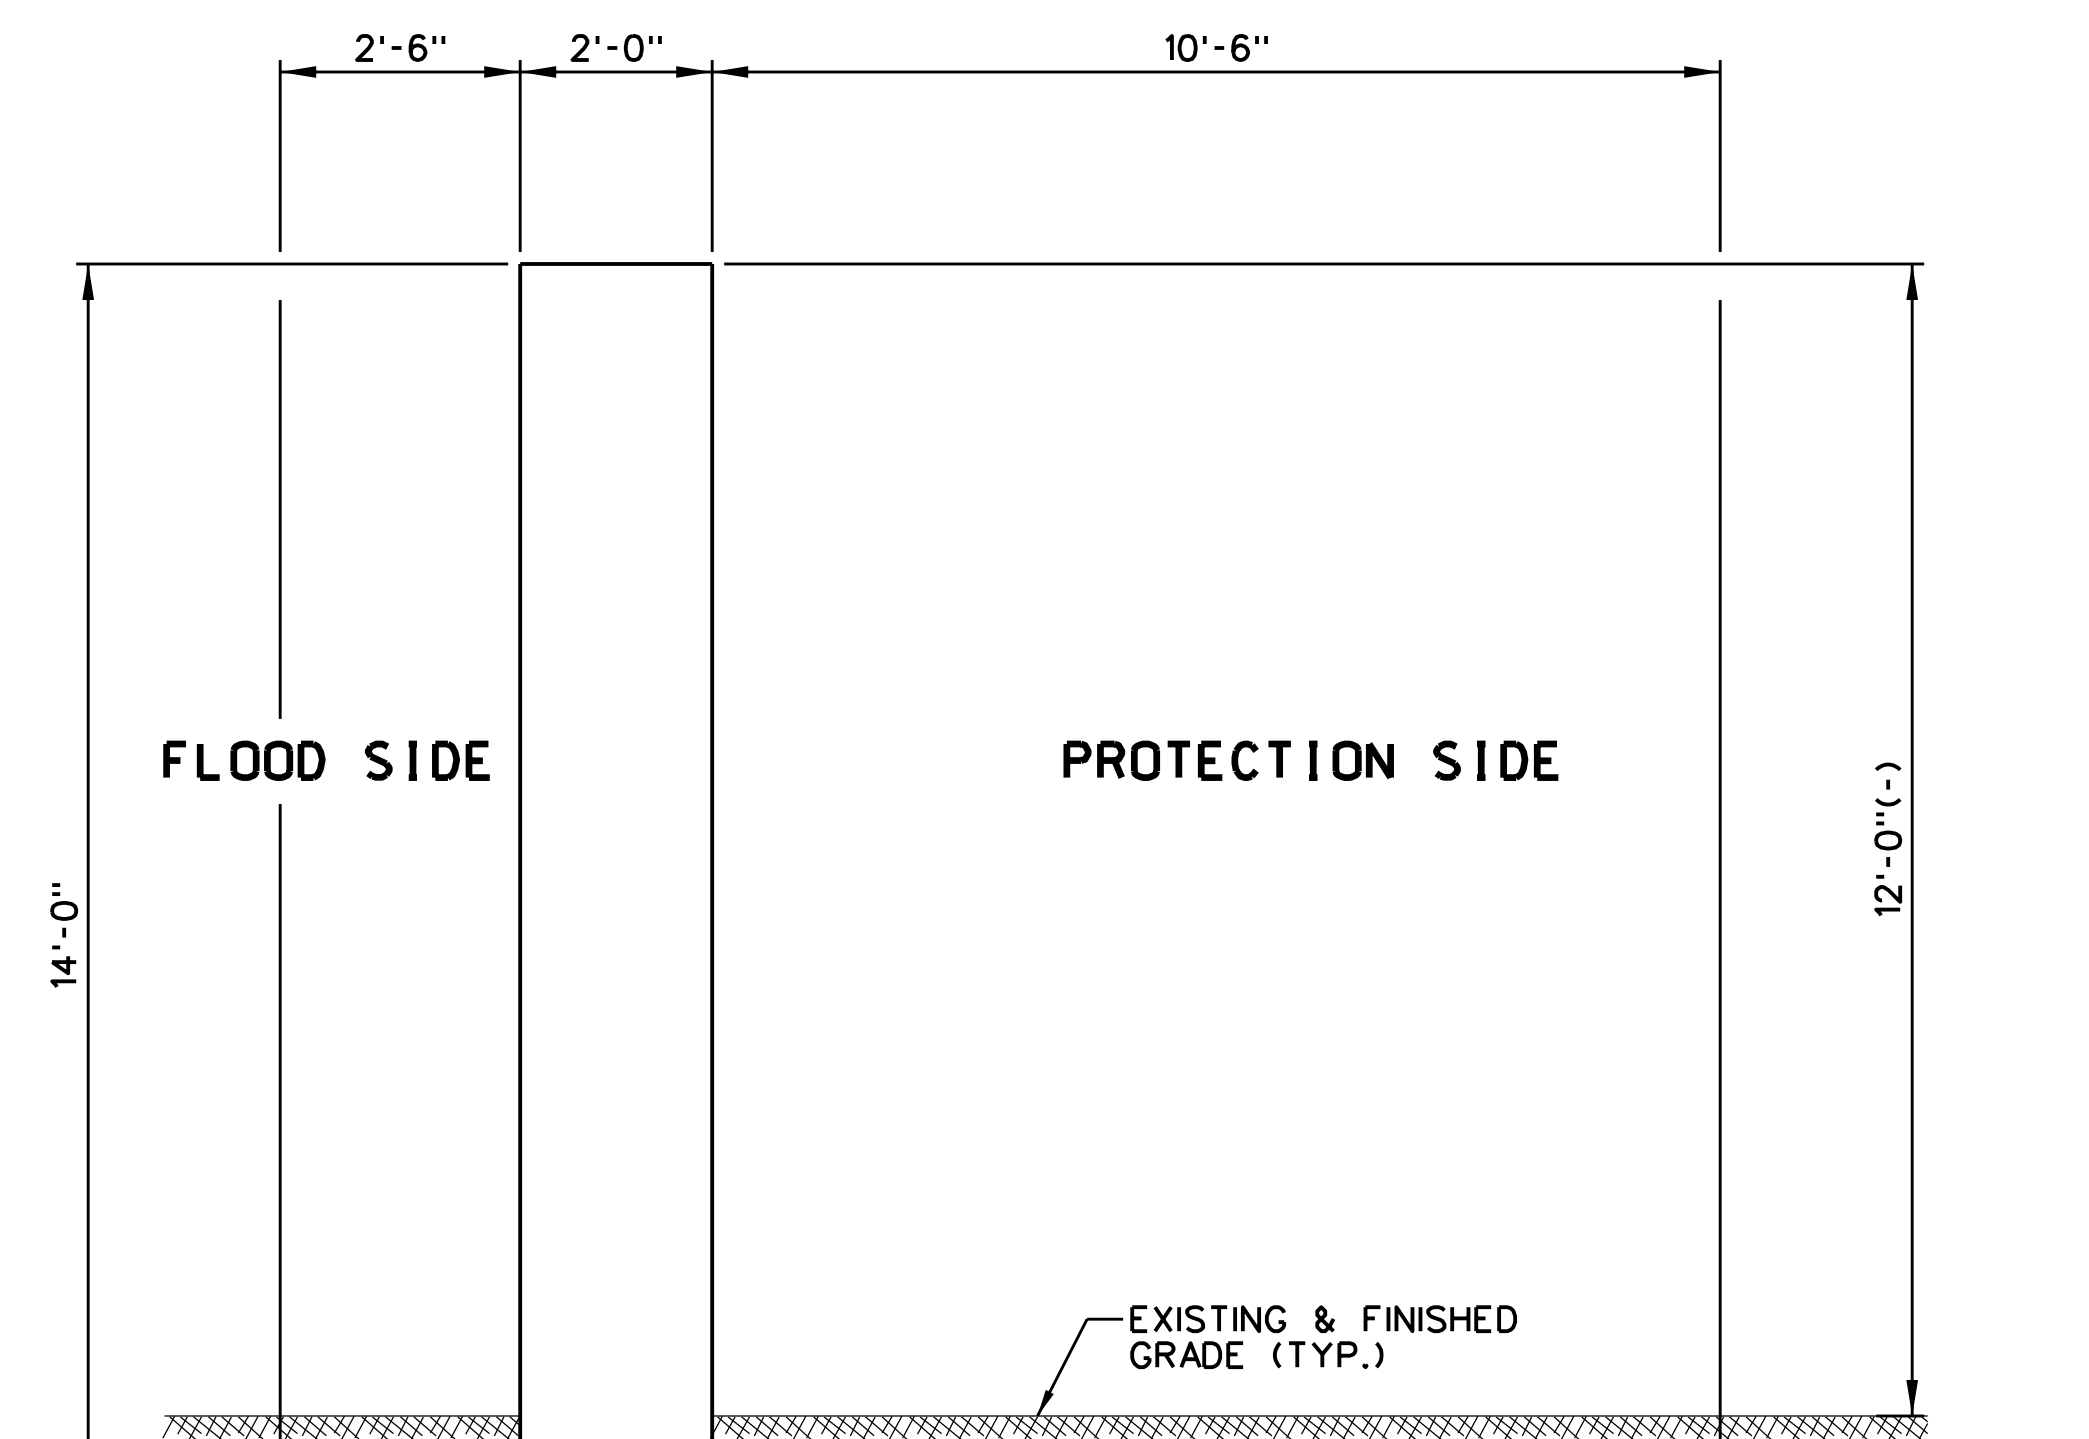 2'-6"
2'-0"
10'-6"
FLOOD SIDE
PROTECTION SIDE
14'-0"
12'-0"(-)
EXISTING & FINISHED
GRADE (TYP.)